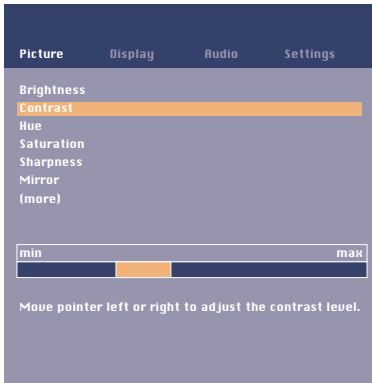 Picture Display Audio Settings
Brightness
Contrast
Hue
Saturation
Sharpness
Mirror
(more)
min max
Move pointer left or right to adjust the contrast level.